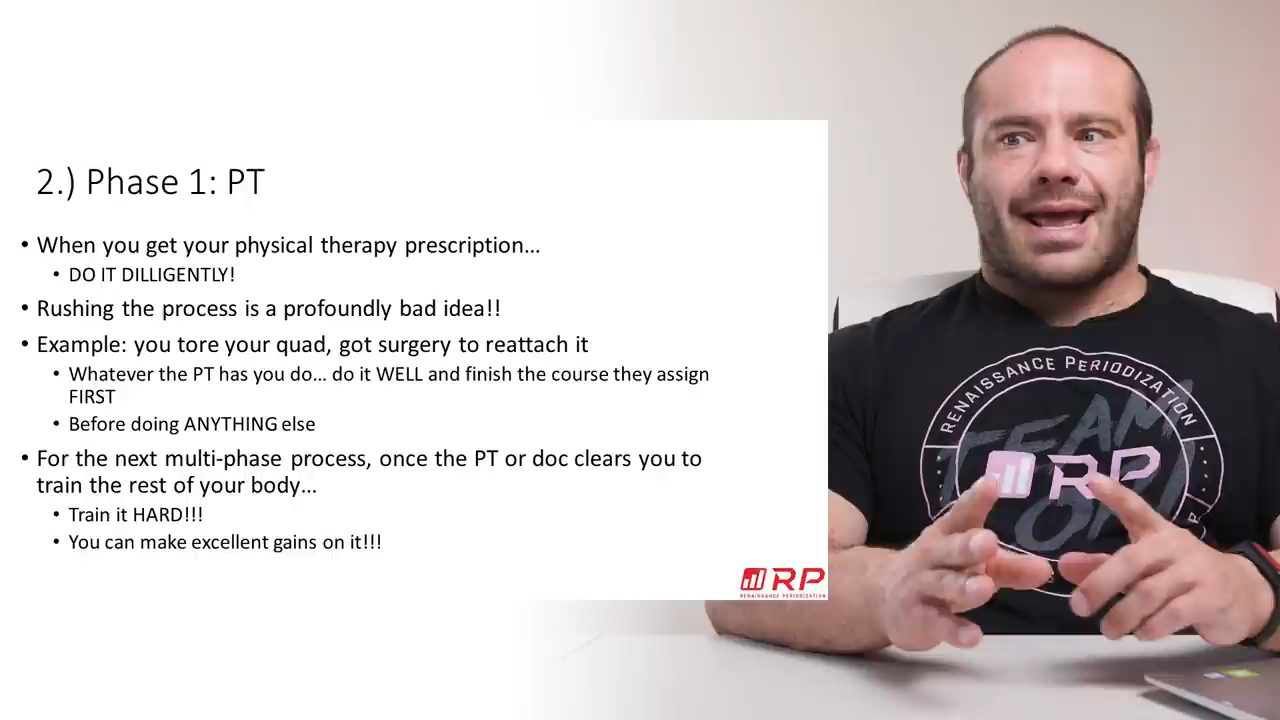 2.) Phase 1: PT
• When you get your physical therapy prescription...
• DO IT DILLIGENTLY!
• Rushing the process is a profoundly bad idea!!
• Example: you tore your quad, got surgery to reattach it
• Whatever the PT has you do... do it WELL and finish the course they assign
FIRST
• Before doing ANYTHING else
• For the next multi-phase process, once the PT or doc clears you to
train the rest of your body...
• Train it HARD!!!
• You can make excellent gains on it!!!
RP
RENAISSANCE PERIODIZATION
RENAISSANCE PERIODIZATION
TEAM
RP